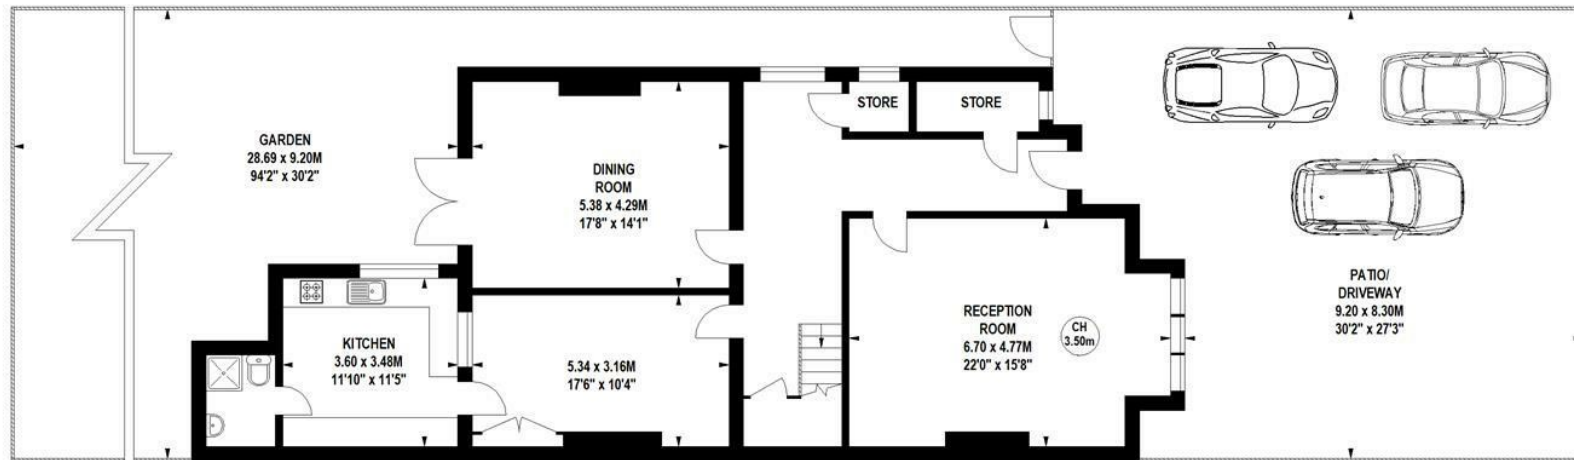 GARDEN
28.69 x 9.20M
94'2" x 30'2"
DINING
ROOM
5.38 x 4.29M
17'8" x 14'1"
STORE
STORE
KITCHEN
3.60 x 3.48M
11'10" x 11'5"
5.34 x 3.16M
17'6" x 10'4"
RECEPTION
ROOM
6.70 x 4.77M
22'0" x 15'8"
CH
3.50m
PATIO/
DRIVEWAY
9.20 x 8.30M
30'2" x 27'3"